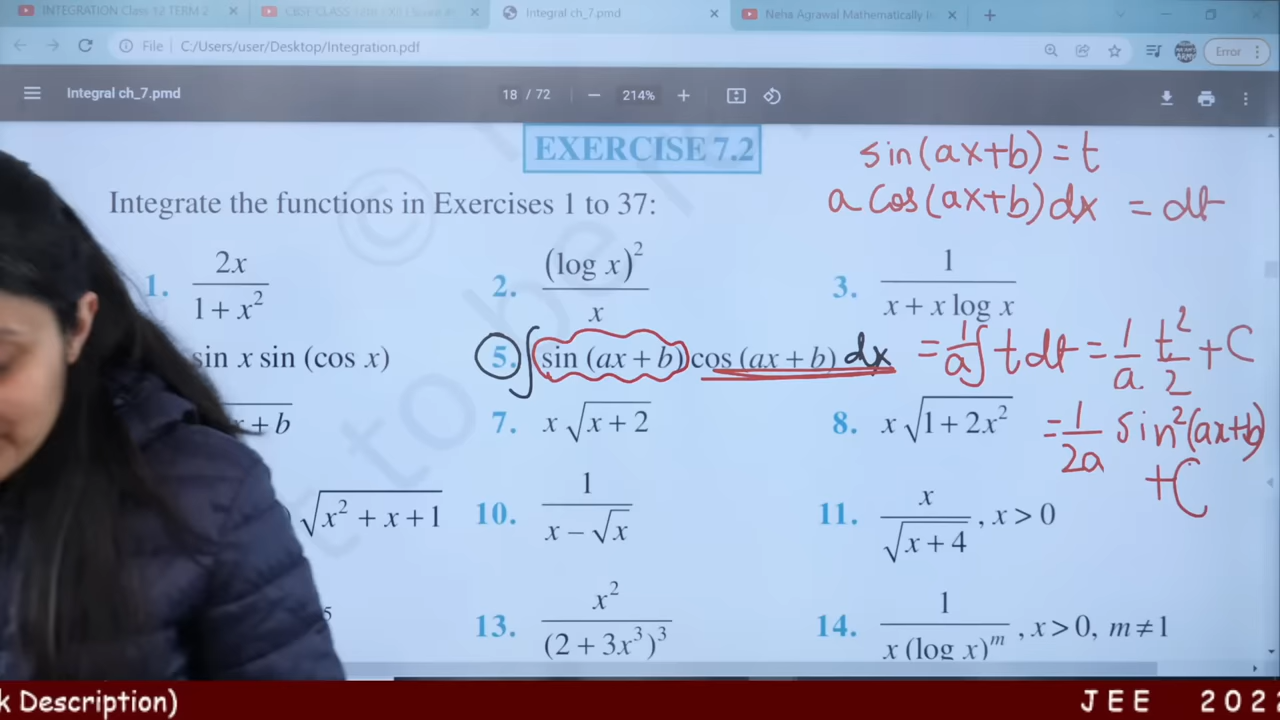 INTEGRATION Class 12 TERM 2
Integral ch_7.pmd
Neha Agrawal Mathematically I
File C:/Users/user/Desktop/Integration.pdf
Error
Integral ch_7.pmd
18 / 72
214%
EXERCISE 7.2
sin(ax+b) = t
a cos(ax+b) dx = dt
Integrate the functions in Exercises 1 to 37:
1. 2x / 1 + x²
2. (log x)² / x
3. 1 / x + x log x
sin x sin (cos x)
5. ∫ sin (ax + b) cos (ax + b) dx = 1/a ∫ t dt = 1/a t²/2 + C
= 1/2a sin²(ax+b) + C
+ b
7. x √x + 2
8. x √1 + 2x²
√x² + x + 1
10. 1 / x – √x
11. x / √x + 4 , x > 0
13. x² / (2 + 3x³)³
14. 1 / x (log x)ᵐ , x > 0, m ≠ 1
k Description)
JEE 2022